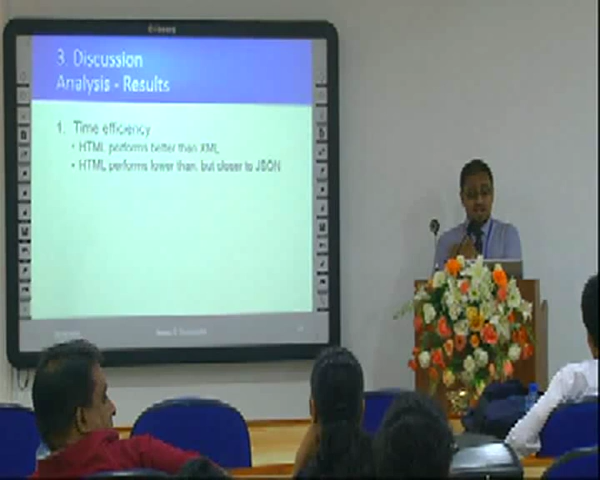 3. Discussion
Analysis - Results
1. Time efficiency
• HTML performs better than XML
• HTML performs lower than, but closer to JSON